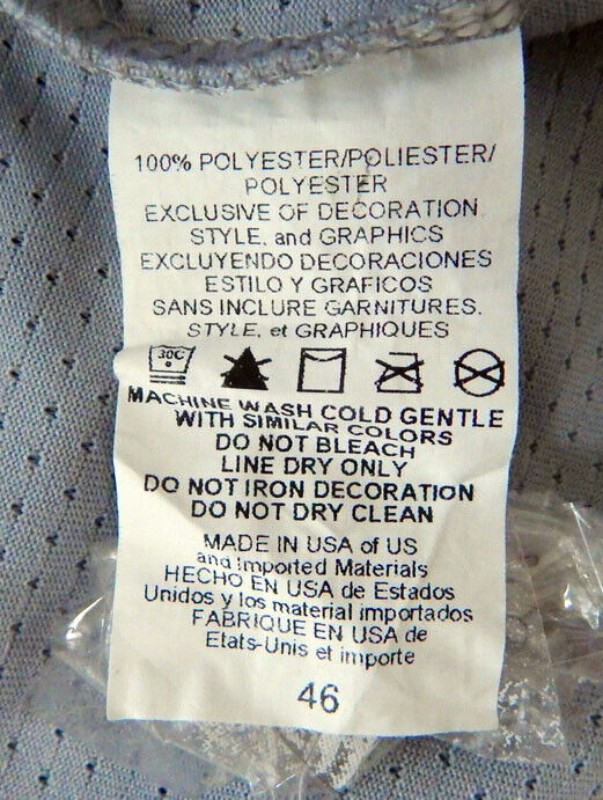 100% POLYESTER/POLIESTER/
POLYESTER
EXCLUSIVE OF DECORATION
STYLE, and GRAPHICS
EXCLUYENDO DECORACIONES
ESTILO Y GRAFICOS
SANS INCLURE GARNITURES.
STYLE, et GRAPHIQUES
30C
MACHINE WASH COLD GENTLE
WITH SIMILAR COLORS
DO NOT BLEACH
LINE DRY ONLY
DO NOT IRON DECORATION
DO NOT DRY CLEAN
MADE IN USA of US
and Imported Materials
HECHO EN USA de Estados
Unidos y los material importados
FABRIQUE EN USA de
Etats-Unis et importe
46